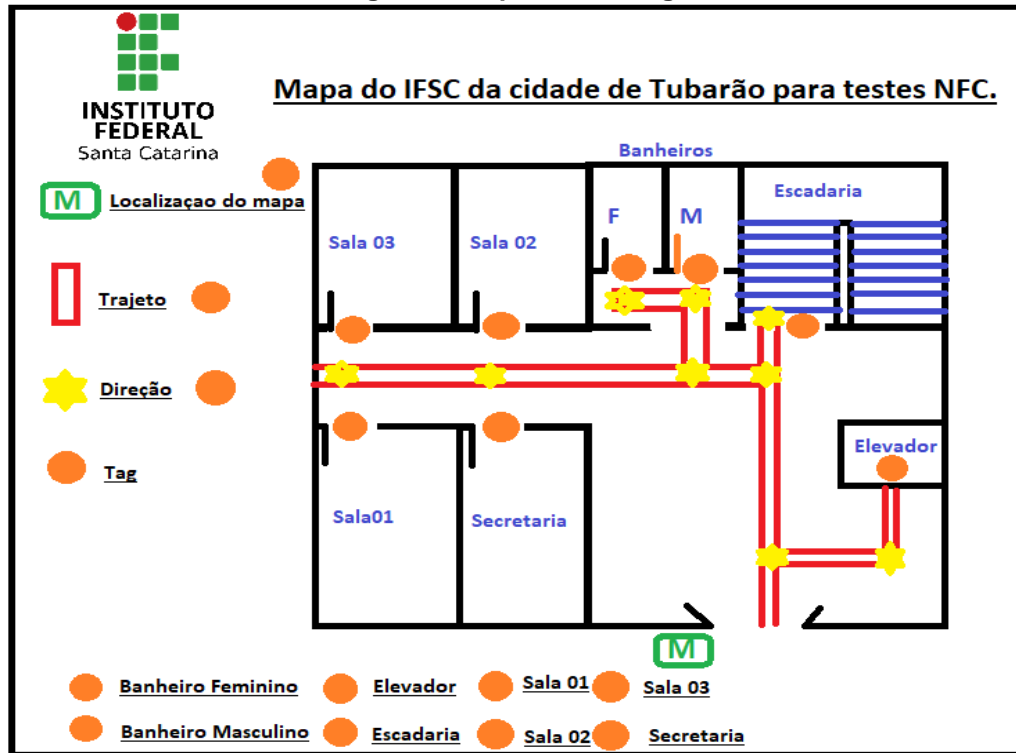 INSTITUTO
FEDERAL
Santa Catarina
Mapa do IFSC da cidade de Tubarão para testes NFC.
M Localizaçao do mapa
Trajeto
Direção
Tag
Banheiros
Escadaria
F M
Sala 03 Sala 02
Elevador
Sala01 Secretaria
M
Banheiro Feminino Elevador Sala 01 Sala 03
Banheiro Masculino Escadaria Sala 02 Secretaria